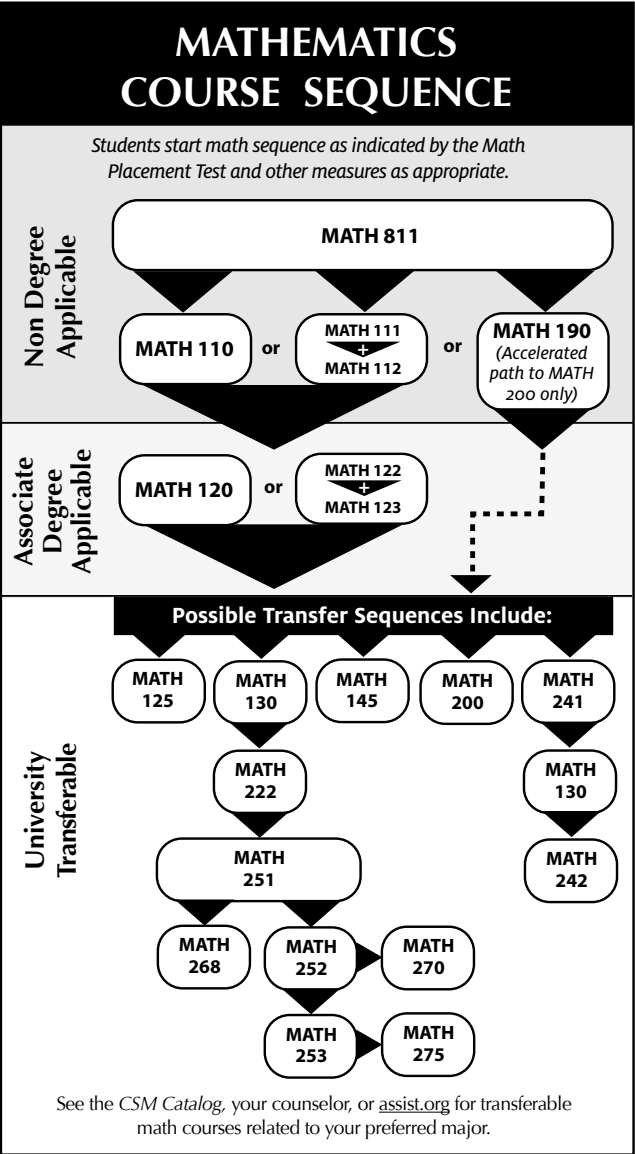 MATHEMATICS
COURSE SEQUENCE
Students start math sequence as indicated by the Math
Placement Test and other measures as appropriate.
Non Degree
Applicable
MATH 811
MATH 110
or
MATH 111
+
MATH 112
or
MATH 190
(Accelerated
path to MATH
200 only)
Associate
Degree
Applicable
MATH 120
or
MATH 122
+
MATH 123
University
Transferable
Possible Transfer Sequences Include:
MATH
125
MATH
130
MATH
145
MATH
200
MATH
241
MATH
222
MATH
130
MATH
251
MATH
242
MATH
268
MATH
252
MATH
270
MATH
253
MATH
275
See the CSM Catalog, your counselor, or assist.org for transferable
math courses related to your preferred major.